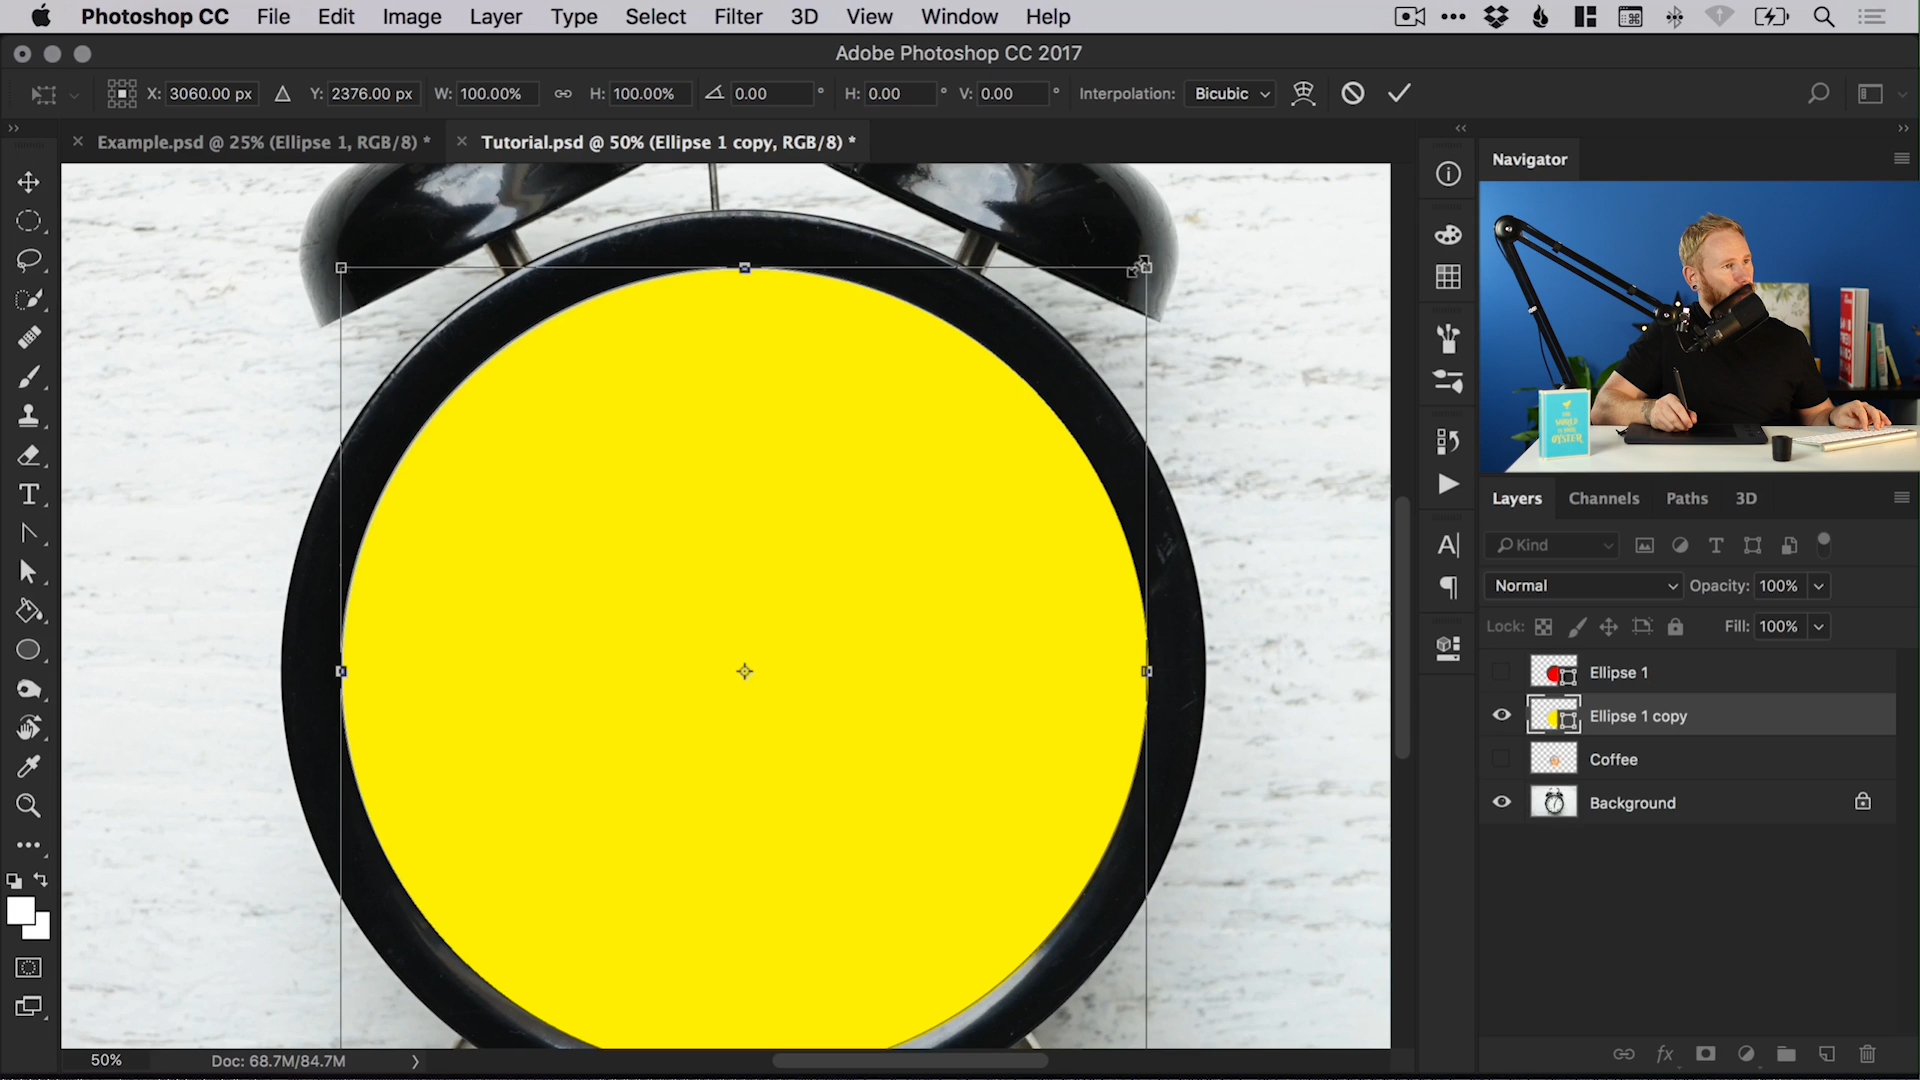 Photoshop CC File Edit Image Layer Type Select Filter 3D View Window Help
Adobe Photoshop CC 2017
X: 3060.00 px Y: 2376.00 px W: 100.00% H: 100.00% 0.00 ° H: 0.00 ° V: 0.00 ° Interpolation: Bicubic
Example.psd @ 25% (Ellipse 1, RGB/8) * Tutorial.psd @ 50% (Ellipse 1 copy, RGB/8) *
Navigator
WORLD
OYSTER
Layers Channels Paths 3D
Kind
Normal Opacity: 100%
Lock: Fill: 100%
Ellipse 1
Ellipse 1 copy
Coffee
Background
50% Doc: 68.7M/84.7M